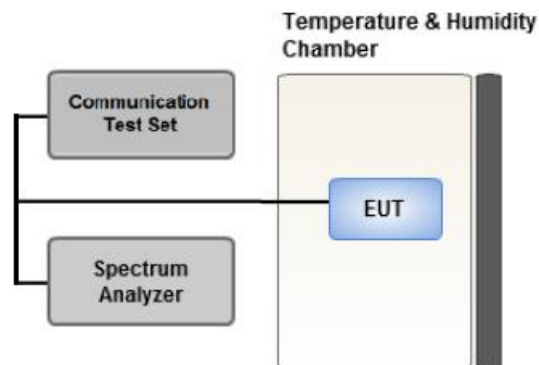 Temperature & Humidity
Chamber
Communication
Test Set
EUT
Spectrum
Analyzer